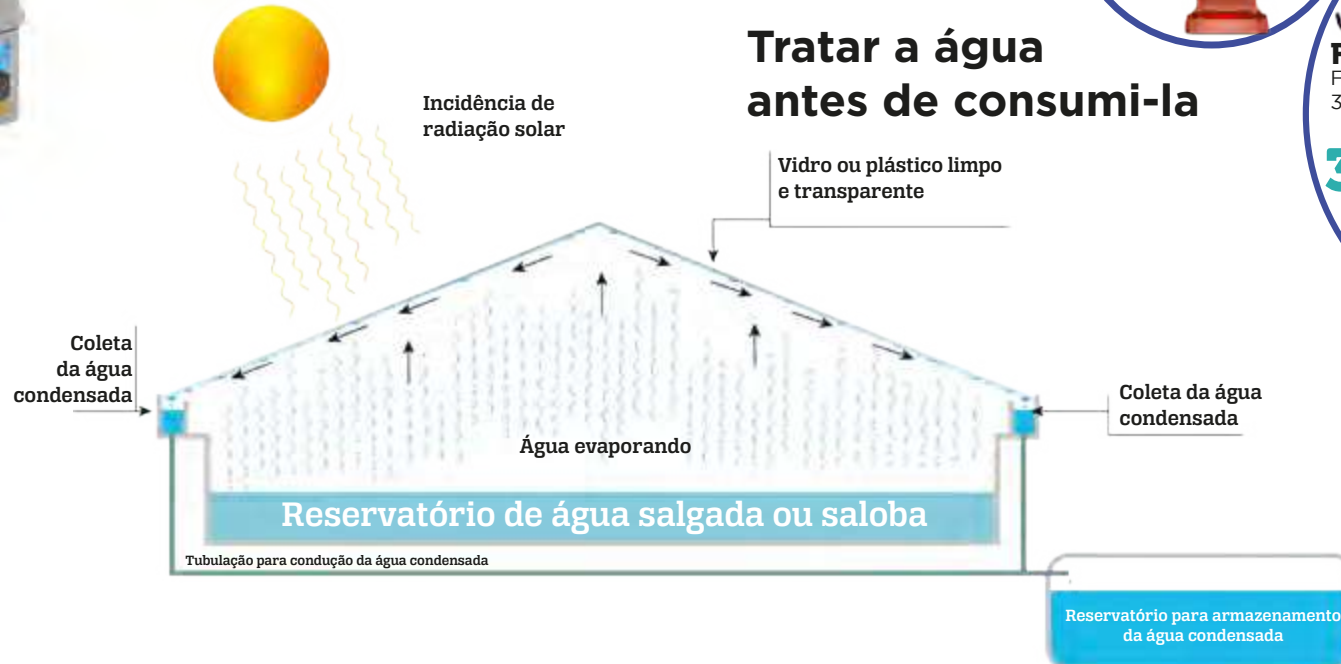 Tratar a água
antes de consumi-la
Incidência de
radiação solar
Vidro ou plástico limpo
e transparente
Coleta
da água
condensada
Coleta da água
condensada
Água evaporando
Reservatório de água salgada ou saloba
Tubulação para condução da água condensada
Reservatório para armazenamento
da água condensada